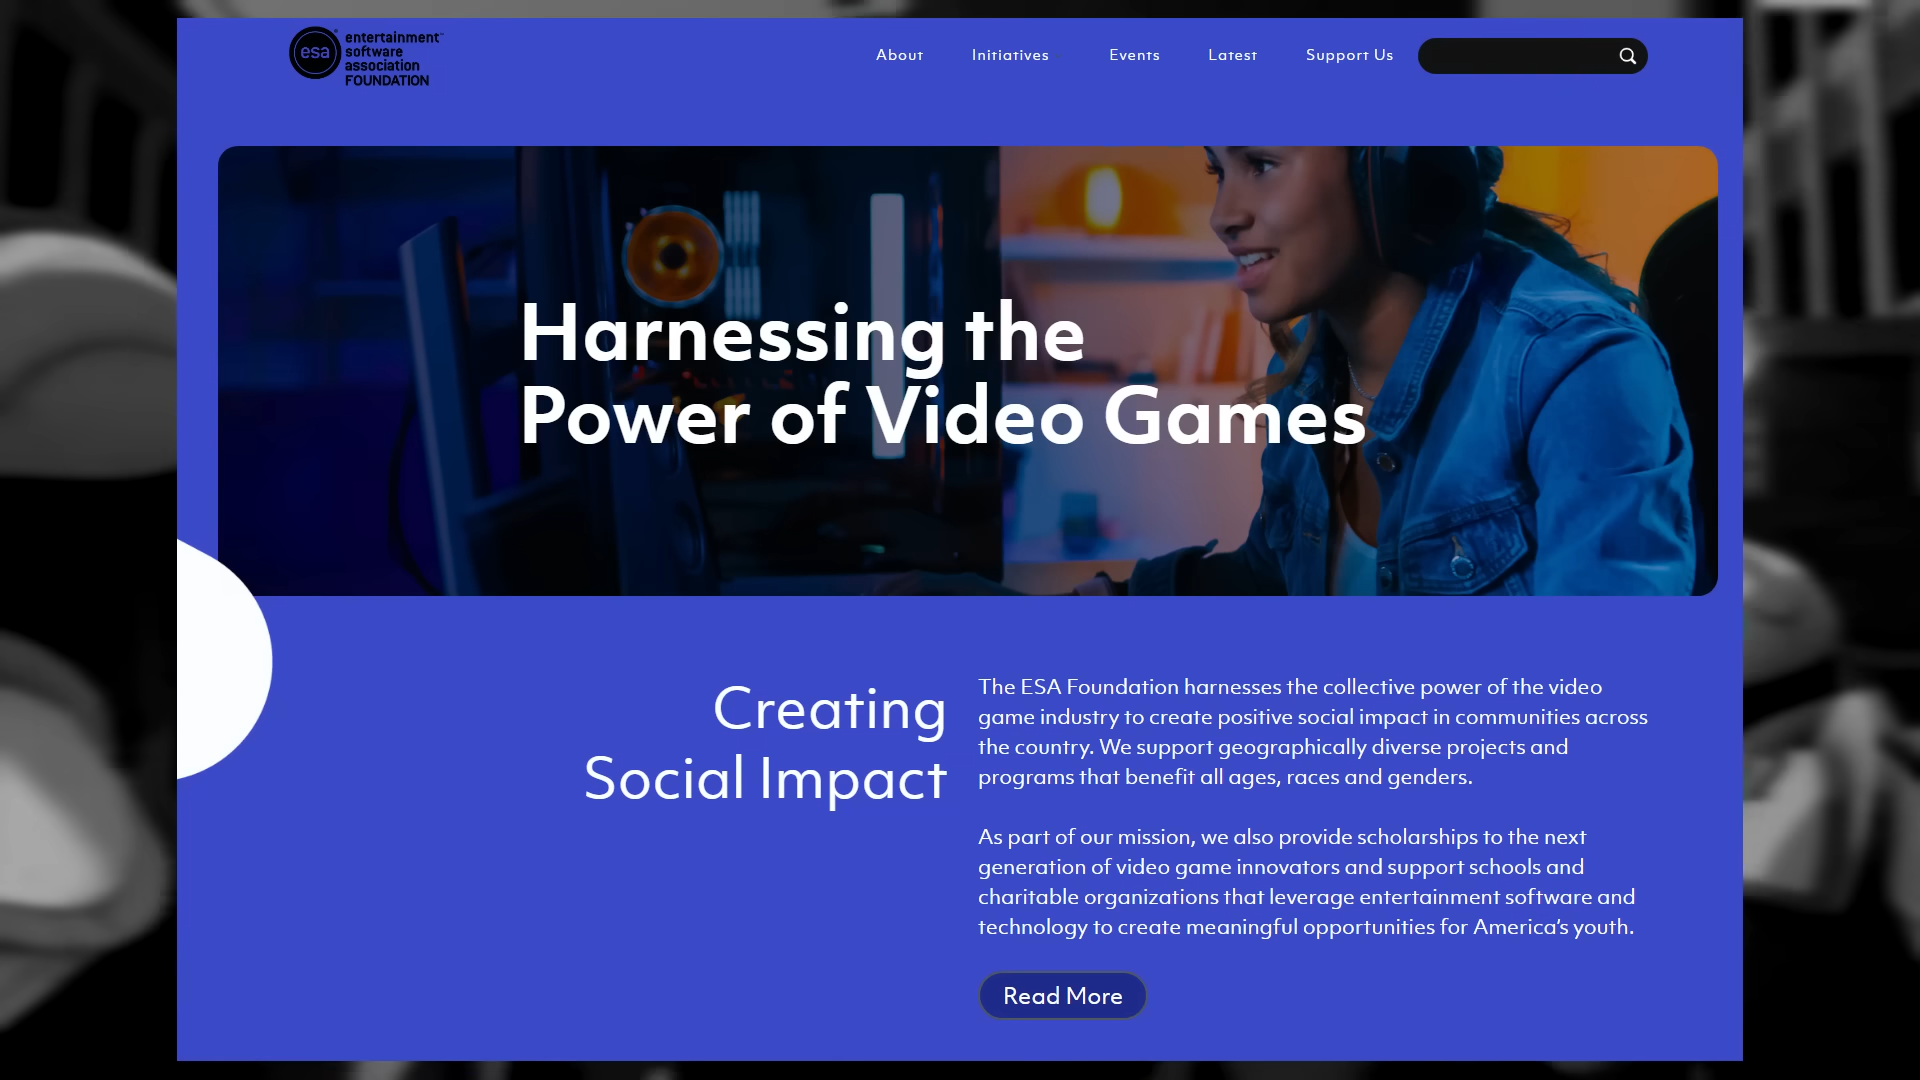 esa
entertainment™
software
association
FOUNDATION
About
Initiatives
Events
Latest
Support Us
Harnessing the
Power of Video Games
Creating
Social Impact
The ESA Foundation harnesses the collective power of the video
game industry to create positive social impact in communities across
the country. We support geographically diverse projects and
programs that benefit all ages, races and genders.
As part of our mission, we also provide scholarships to the next
generation of video game innovators and support schools and
charitable organizations that leverage entertainment software and
technology to create meaningful opportunities for America’s youth.
Read More